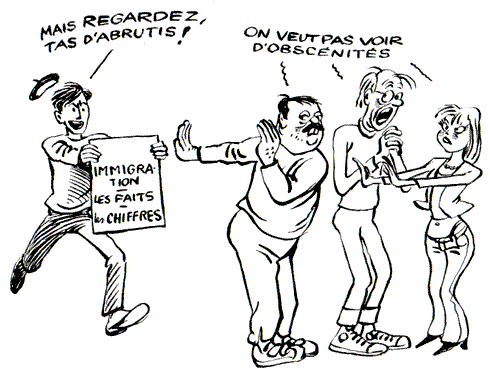 MAIS REGARDEZ,
TAS D'ABRUTIS!
ON VEUT PAS VOIR
D'OBSCÉNITÉS
IMMIGRA-
TION
LES FAITS
-
les CHIFFRES